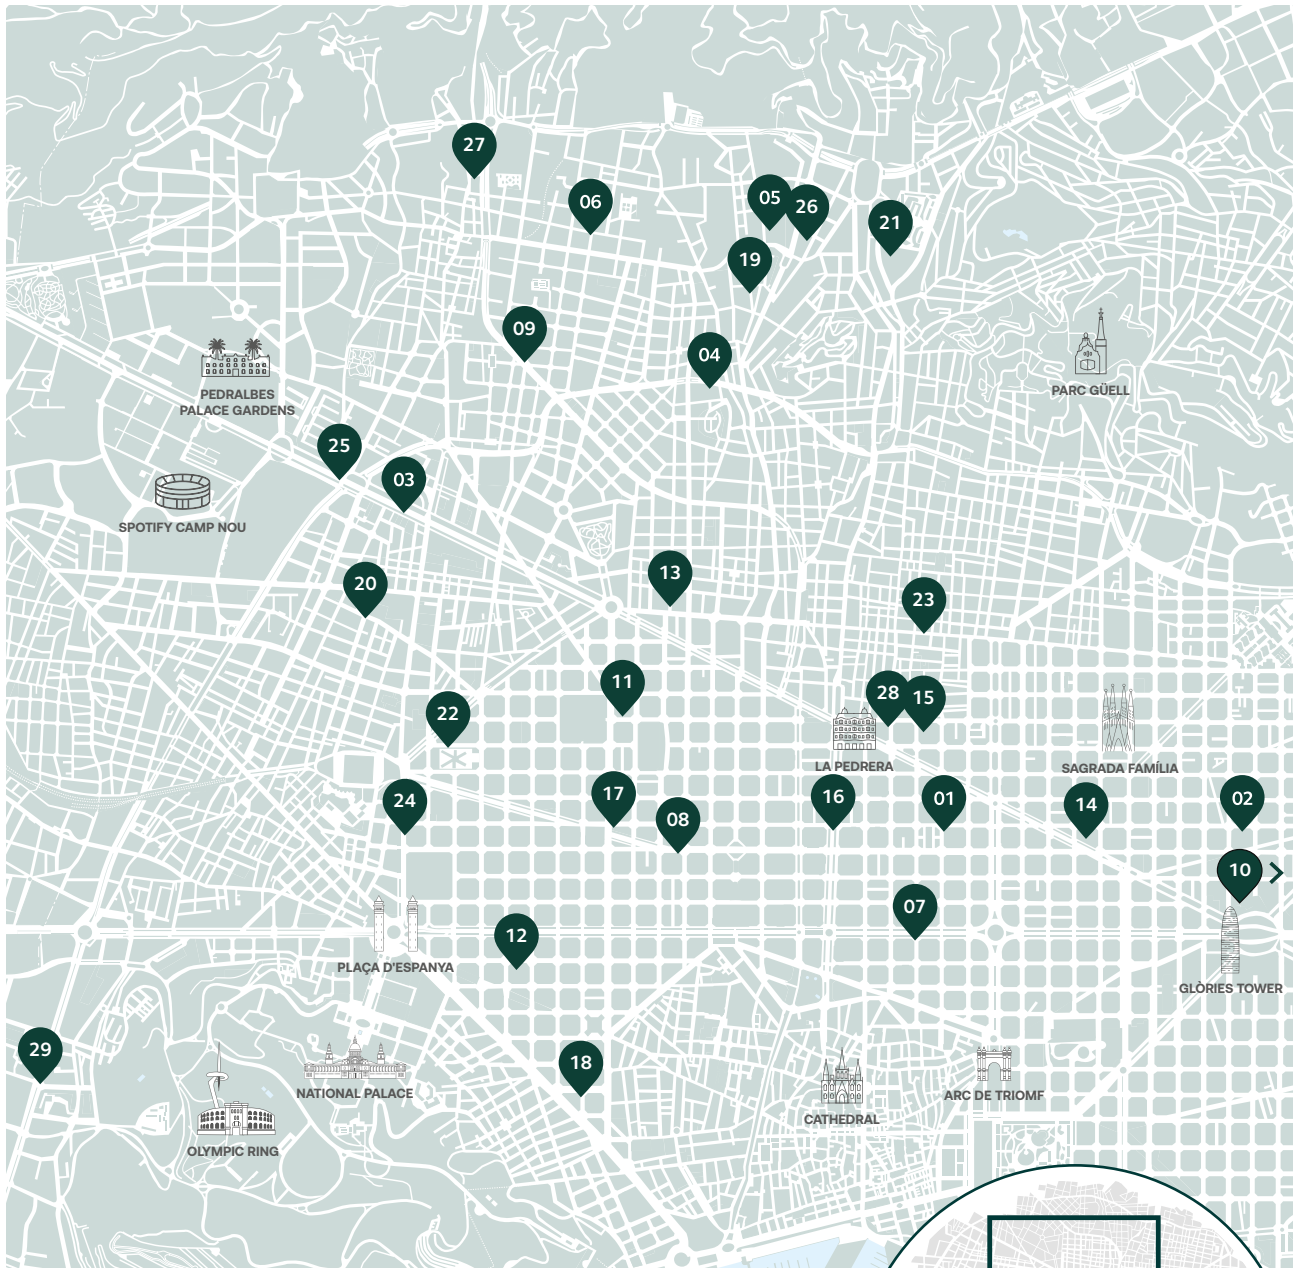 27
06
05
26
21
19
09
04
PEDRALBES
PALACE GARDENS
PARC GÜELL
25
03
SPOTIFY CAMP NOU
20
13
23
11
28
15
22
LA PEDRERA
SAGRADA FAMÍLIA
24
17
08
16
01
14
02
10
07
12
PLAÇA D'ESPANYA
GLÒRIES TOWER
29
18
NATIONAL PALACE
ARC DE TRIOMF
CATHEDRAL
OLYMPIC RING